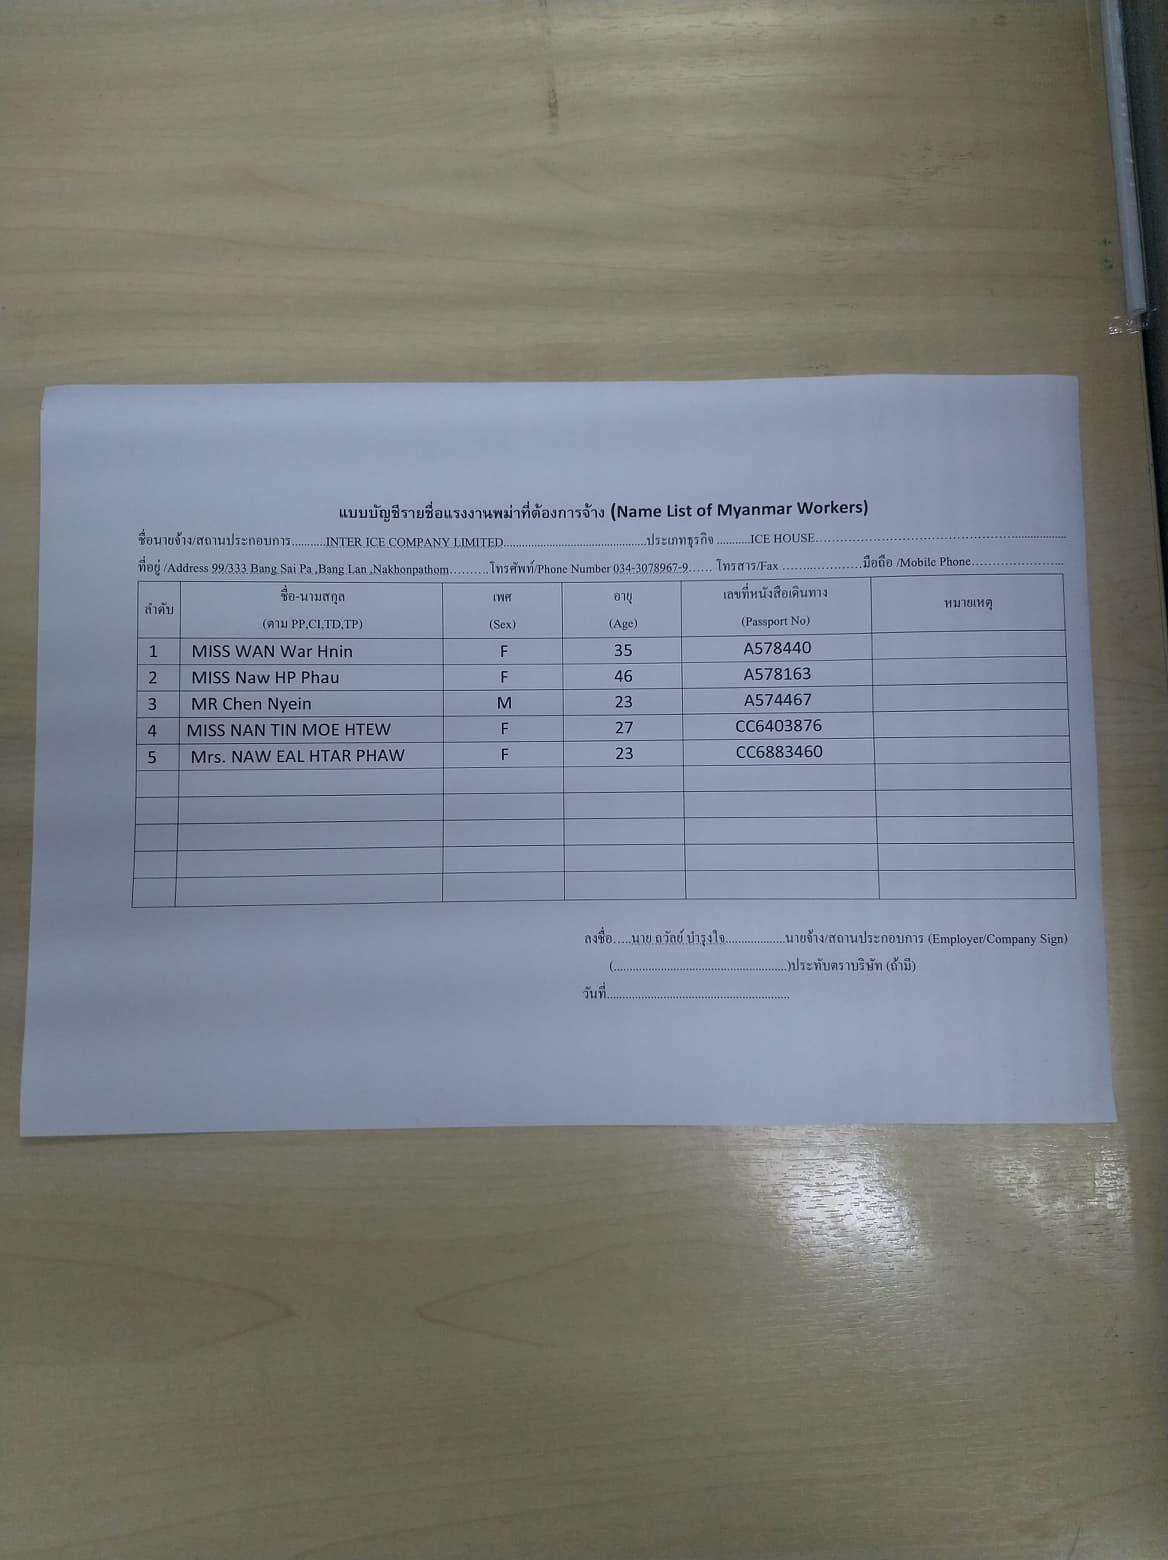 แบบบัญชีรายชื่อแรงงานพม่าที่ต้องการจ้าง (Name List of Myanmar Workers)
ชื่อนายจ้าง/สถานประกอบการ..........INTER ICE COMPANY LIMITED..............................................ประเภทธุรกิจ ..........ICE HOUSE............................................................
ที่อยู่ /Address 99/333 Bang Sai Pa ,Bang Lan ,Nakhonpathom..........โทรศัพท์/Phone Number 034-3078967-9...... โทรสาร/Fax ......................มือถือ /Mobile Phone........................
ลำดับ ชื่อ-นามสกุล (ตาม PP,CI,TD,TP) เพศ (Sex) อายุ (Age) เลขที่หนังสือเดินทาง (Passport No) หมายเหตุ
1 MISS WAN War Hnin F 35 A578440
2 MISS Naw HP Phau F 46 A578163
3 MR Chen Nyein M 23 A574467
4 MISS NAN TIN MOE HTEW F 27 CC6403876
5 Mrs. NAW EAL HTAR PHAW F 23 CC6883460
ลงชื่อ.....นาย ถวัลย์ บำรุงใจ...................นายจ้าง/สถานประกอบการ (Employer/Company Sign)
(........................................................)ประทับตราบริษัท (ถ้ามี)
วันที่...........................................................